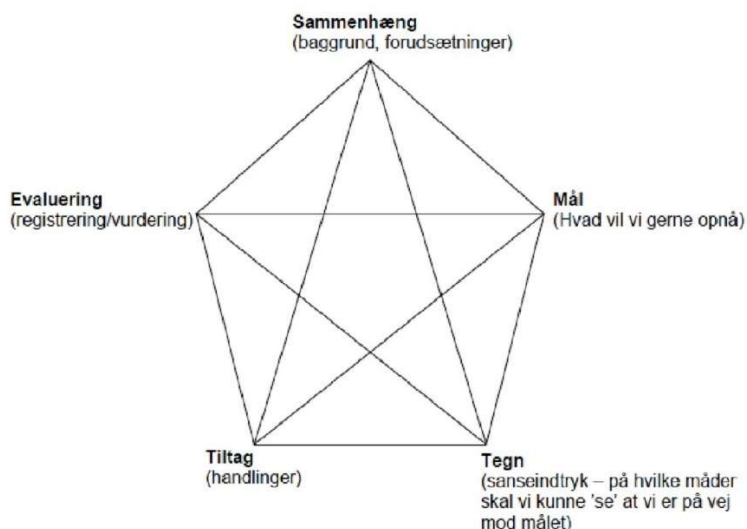 Sammenhæng
(baggrund, forudsætninger)
Evaluering
(registrering/vurdering)
Mål
(Hvad vil vi gerne opnå)
Tiltag
(handlinger)
Tegn
(sanseindtryk – på hvilke måder
skal vi kunne 'se' at vi er på vej
mod målet)